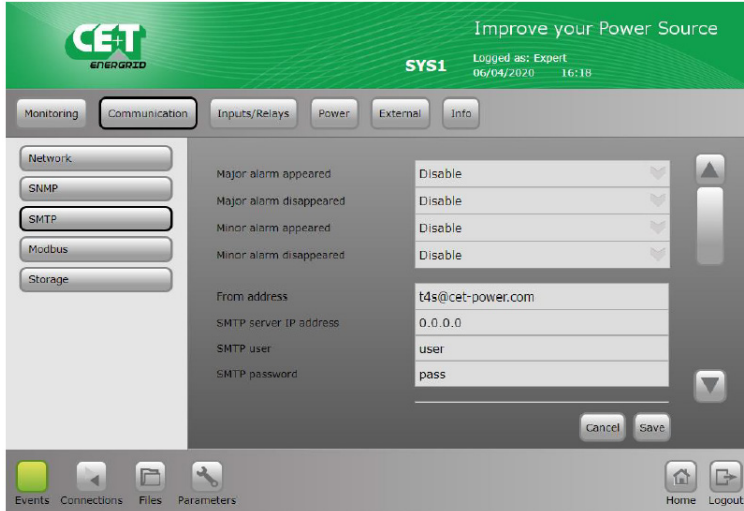 CE+T
ENERGRID
Improve your Power Source
SYS1
Logged as: Expert
06/04/2020 16:18
Monitoring Communication Inputs/Relays Power External Info
Network
SNMP
SMTP
Modbus
Storage
Major alarm appeared Disable
Major alarm disappeared Disable
Minor alarm appeared Disable
Minor alarm disappeared Disable
From address t4s@cet-power.com
SMTP server IP address 0.0.0.0
SMTP user user
SMTP password pass
Cancel Save
Events Connections Files Parameters Home Logout